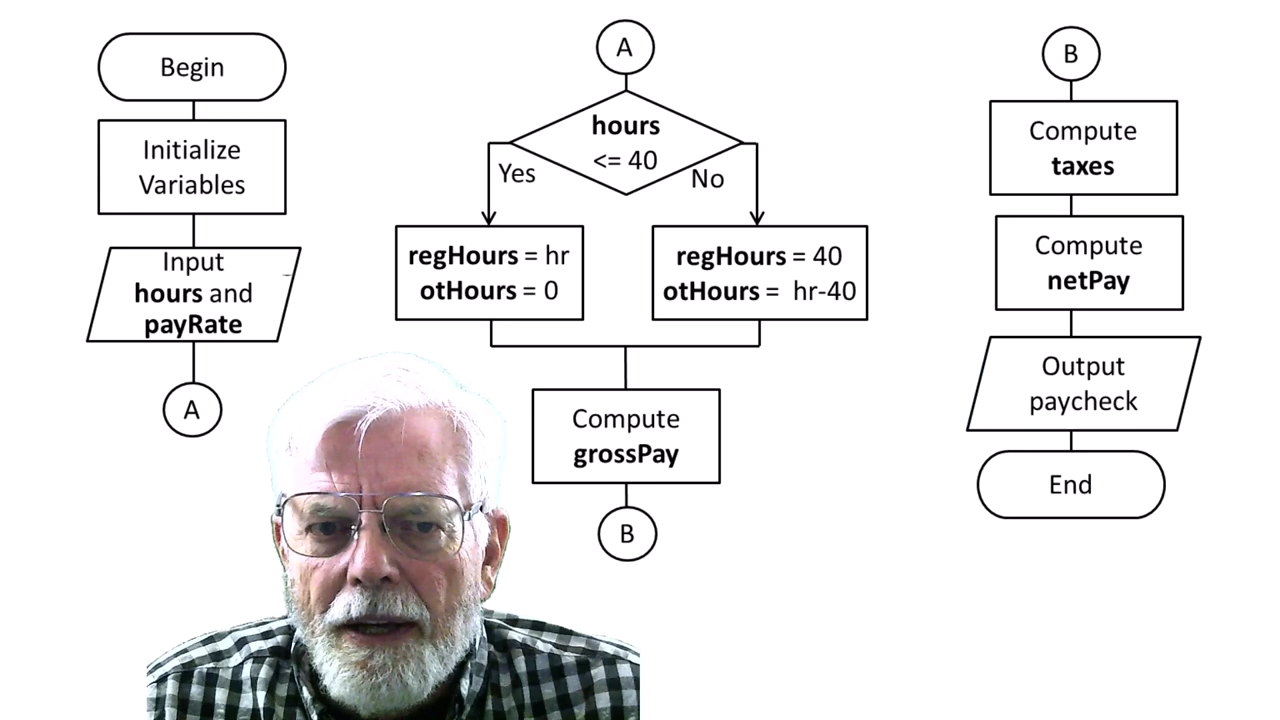 Begin
Initialize
Variables
Input
hours and
payRate
A
A
hours
<= 40
Yes
No
regHours = hr
otHours = 0
regHours = 40
otHours =  hr-40
Compute
grossPay
B
B
Compute
taxes
Compute
netPay
Output
paycheck
End